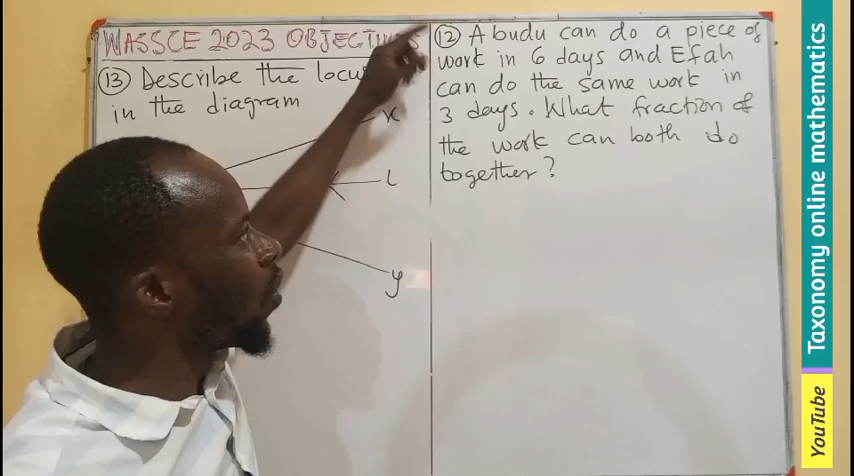 WASSCE 2023 OBJECTIVES
13 Describe the locus
in the diagram
x
l
y
12 Abudu can do a piece of
work in 6 days and Efah
can do the same work in
3 days. What fraction of
the work can both do
together?
YouTube Taxonomy online mathematics